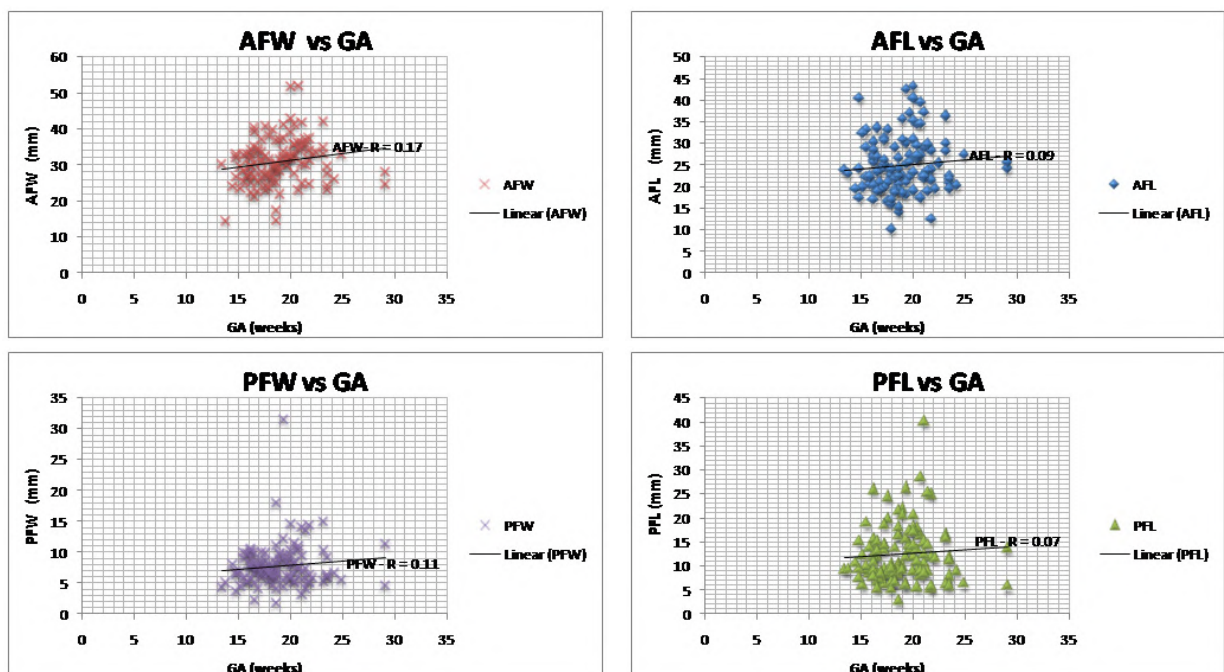 AFW vs GA
60
50
40
30
20
10
0
AFW (mm)
AFW - R = 0.17
AFW
Linear (AFW)
0 5 10 15 20 25 30 35
GA (weeks)
AFL vs GA
50
45
40
35
30
25
20
15
10
5
0
AFL (mm)
AFL - R = 0.09
AFL
Linear (AFL)
0 5 10 15 20 25 30 35
GA (weeks)
PFW vs GA
35
30
25
20
15
10
5
0
PFW (mm)
PFW - R = 0.11
PFW
Linear (PFW)
0 5 10 15 20 25 30 35
GA (weeks)
PFL vs GA
45
40
35
30
25
20
15
10
5
0
PFL (mm)
PFL - R = 0.07
PFL
Linear (PFL)
0 5 10 15 20 25 30 35
GA (weeks)